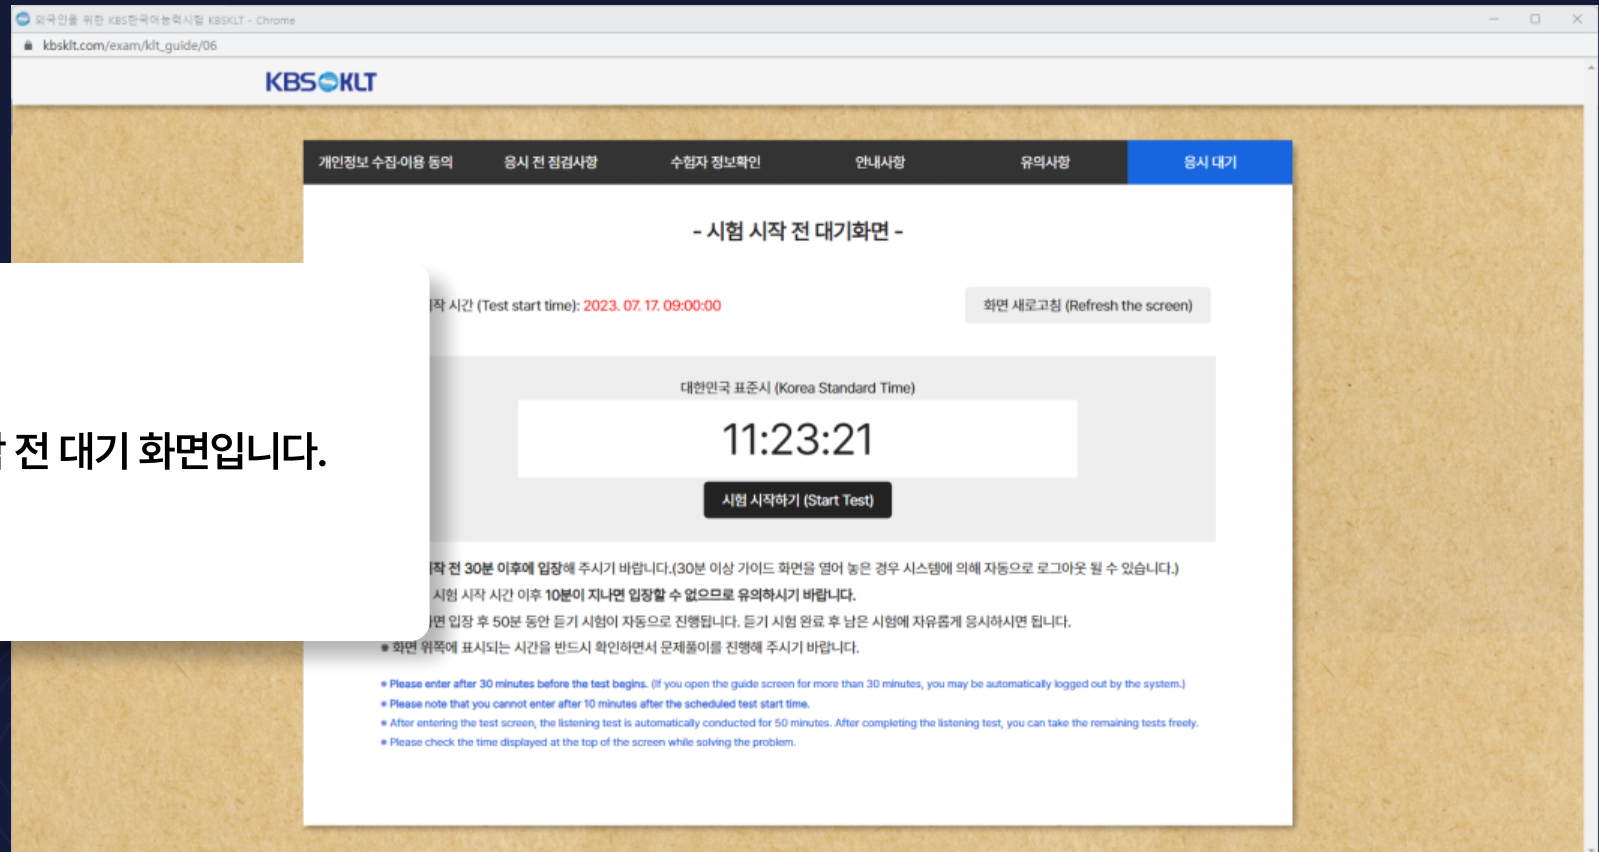 외국인을 위한 KBS한국어능력시험 KBSKLT - Chrome
kbsklt.com/exam/klt_guide/06
KBS KLT
개인정보 수집·이용 동의 응시 전 점검사항 수험자 정보확인 안내사항 유의사항 응시 대기
- 시험 시작 전 대기화면 -
시간 (Test start time): 2023. 07. 17. 09:00:00 화면 새로고침 (Refresh the screen)
대한민국 표준시 (Korea Standard Time)
11:23:21
전 대기 화면입니다.
시험 시작하기 (Start Test)
전 30분 이후에 입장해 주시기 바랍니다.(30분 이상 가이드 화면을 열어 놓은 경우 시스템에 의해 자동으로 로그아웃 될 수 있습니다.)
시험 시작 시간 이후 10분이 지나면 입장할 수 없으므로 유의하시기 바랍니다.
입장 후 50분 동안 듣기 시험이 자동으로 진행됩니다. 듣기 시험 완료 후 남은 시험에 자유롭게 응시하시면 됩니다.
※ 화면 위쪽에 표시되는 시간을 반드시 확인하면서 문제풀이를 진행해 주시기 바랍니다.
※ Please enter after 30 minutes before the test begins. (If you open the guide screen for more than 30 minutes, you may be automatically logged out by the system.)
※ Please note that you cannot enter after 10 minutes after the scheduled test start time.
※ After entering the test screen, the listening test is automatically conducted for 50 minutes. After completing the listening test, you can take the remaining tests freely.
※ Please check the time displayed at the top of the screen while solving the problem.